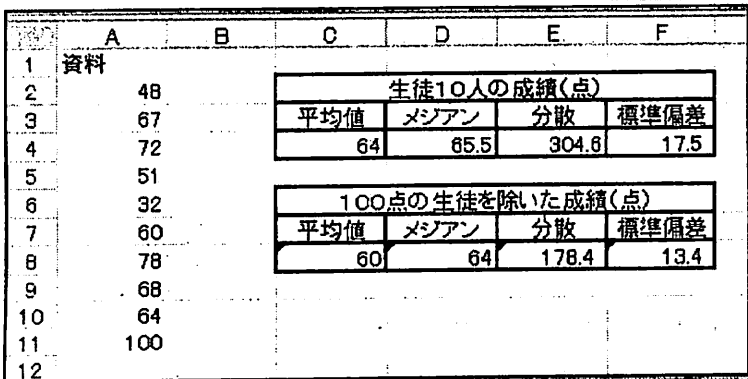 A B C D E F
1 資料
2 48 生徒10人の成績(点)
3 67 平均値 メジアン 分散 標準偏差
4 72 64 65.5 304.6 17.5
5 51
6 32 100点の生徒を除いた成績(点)
7 60 平均値 メジアン 分散 標準偏差
8 78 60 64 178.4 13.4
9 68
10 64
11 100
12